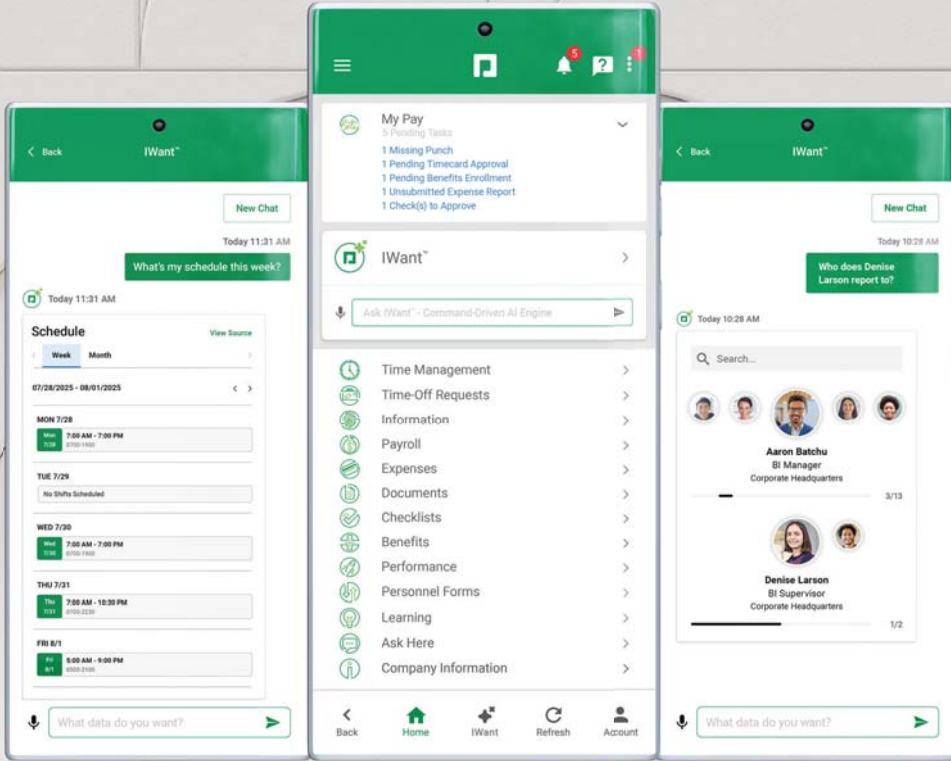 Back
IWant™
New Chat
Today 11:31 AM
What's my schedule this week?
Today 11:31 AM
Schedule
View Source
Week
Month
07/28/2025 - 08/01/2025
MON 7/28
Mon
7/28
7:00 AM - 7:00 PM
0700-1900
TUE 7/29
No Shifts Scheduled
WED 7/30
Wed
7/30
7:00 AM - 7:00 PM
0700-1900
THU 7/31
Thu
7/31
7:00 AM - 10:30 PM
0700-2230
FRI 8/1
Fri
8/1
5:00 AM - 9:00 PM
0500-2100
What data do you want?
5
?
1
My Pay
5 Pending Tasks
1 Missing Punch
1 Pending Timecard Approval
1 Pending Benefits Enrollment
1 Unsubmitted Expense Report
1 Check(s) to Approve
IWant™
Ask IWant™ - Command-Driven AI Engine
Time Management
Time-Off Requests
Information
Payroll
Expenses
Documents
Checklists
Benefits
Performance
Personnel Forms
Learning
Ask Here
Company Information
Back
Home
IWant
Refresh
Account
Back
IWant™
New Chat
Today 10:28 AM
Who does Denise
Larson report to?
Today 10:28 AM
Search...
Aaron Batchu
BI Manager
Corporate Headquarters
3/13
Denise Larson
BI Supervisor
Corporate Headquarters
1/2
What data do you want?